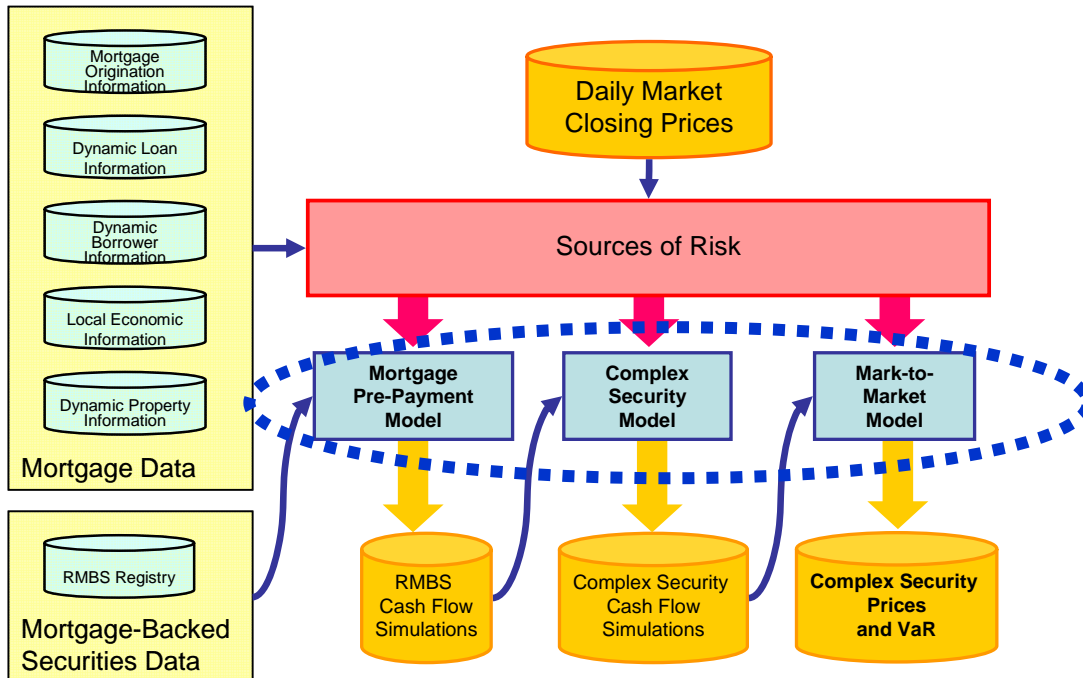 Mortgage
Origination
Information
Dynamic Loan
Information
Dynamic
Borrower
Information
Local Economic
Information
Dynamic Property
Information
Mortgage Data
RMBS Registry
Mortgage-Backed
Securities Data
Daily Market
Closing Prices
Sources of Risk
Mortgage
Pre-Payment
Model
Complex
Security
Model
Mark-to-
Market
Model
RMBS
Cash Flow
Simulations
Complex Security
Cash Flow
Simulations
Complex Security
Prices
and VaR